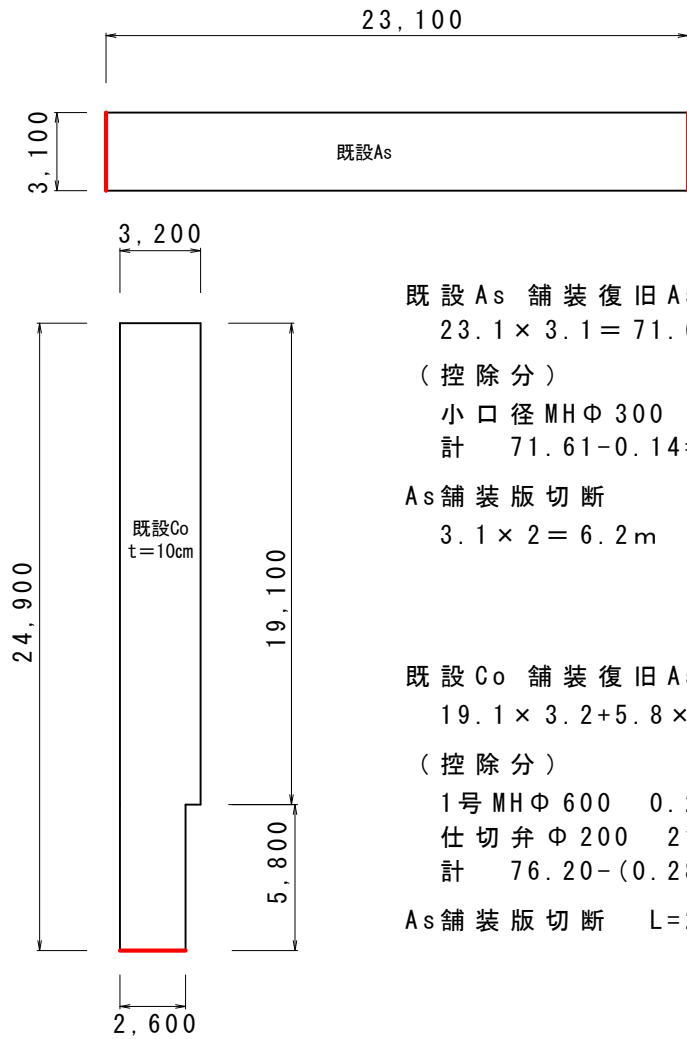 23,100
3,100
既設As
3,200
24,900
既設Co
t＝10cm
19,100
5,800
2,600
既設As 舗装復旧
23.1×3.1＝71.
（控除分）
小口径MHΦ300
計 71.61-0.14
As舗装版切断
3.1×2＝6.2ｍ
既設Co 舗装復旧
19.1×3.2+5.8×
（控除分）
1号MHΦ600 0.
仕切弁Φ200
計 76.20-(0.28
As舗装版切断 L=